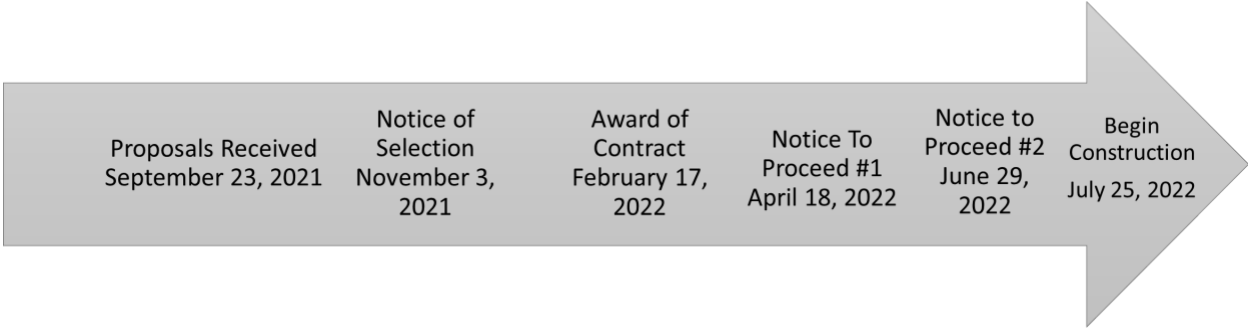 Proposals Received
September 23, 2021
Notice of
Selection
November 3,
2021
Award of
Contract
February 17,
2022
Notice To
Proceed #1
April 18, 2022
Notice to
Proceed #2
June 29,
2022
Begin
Construction
July 25, 2022